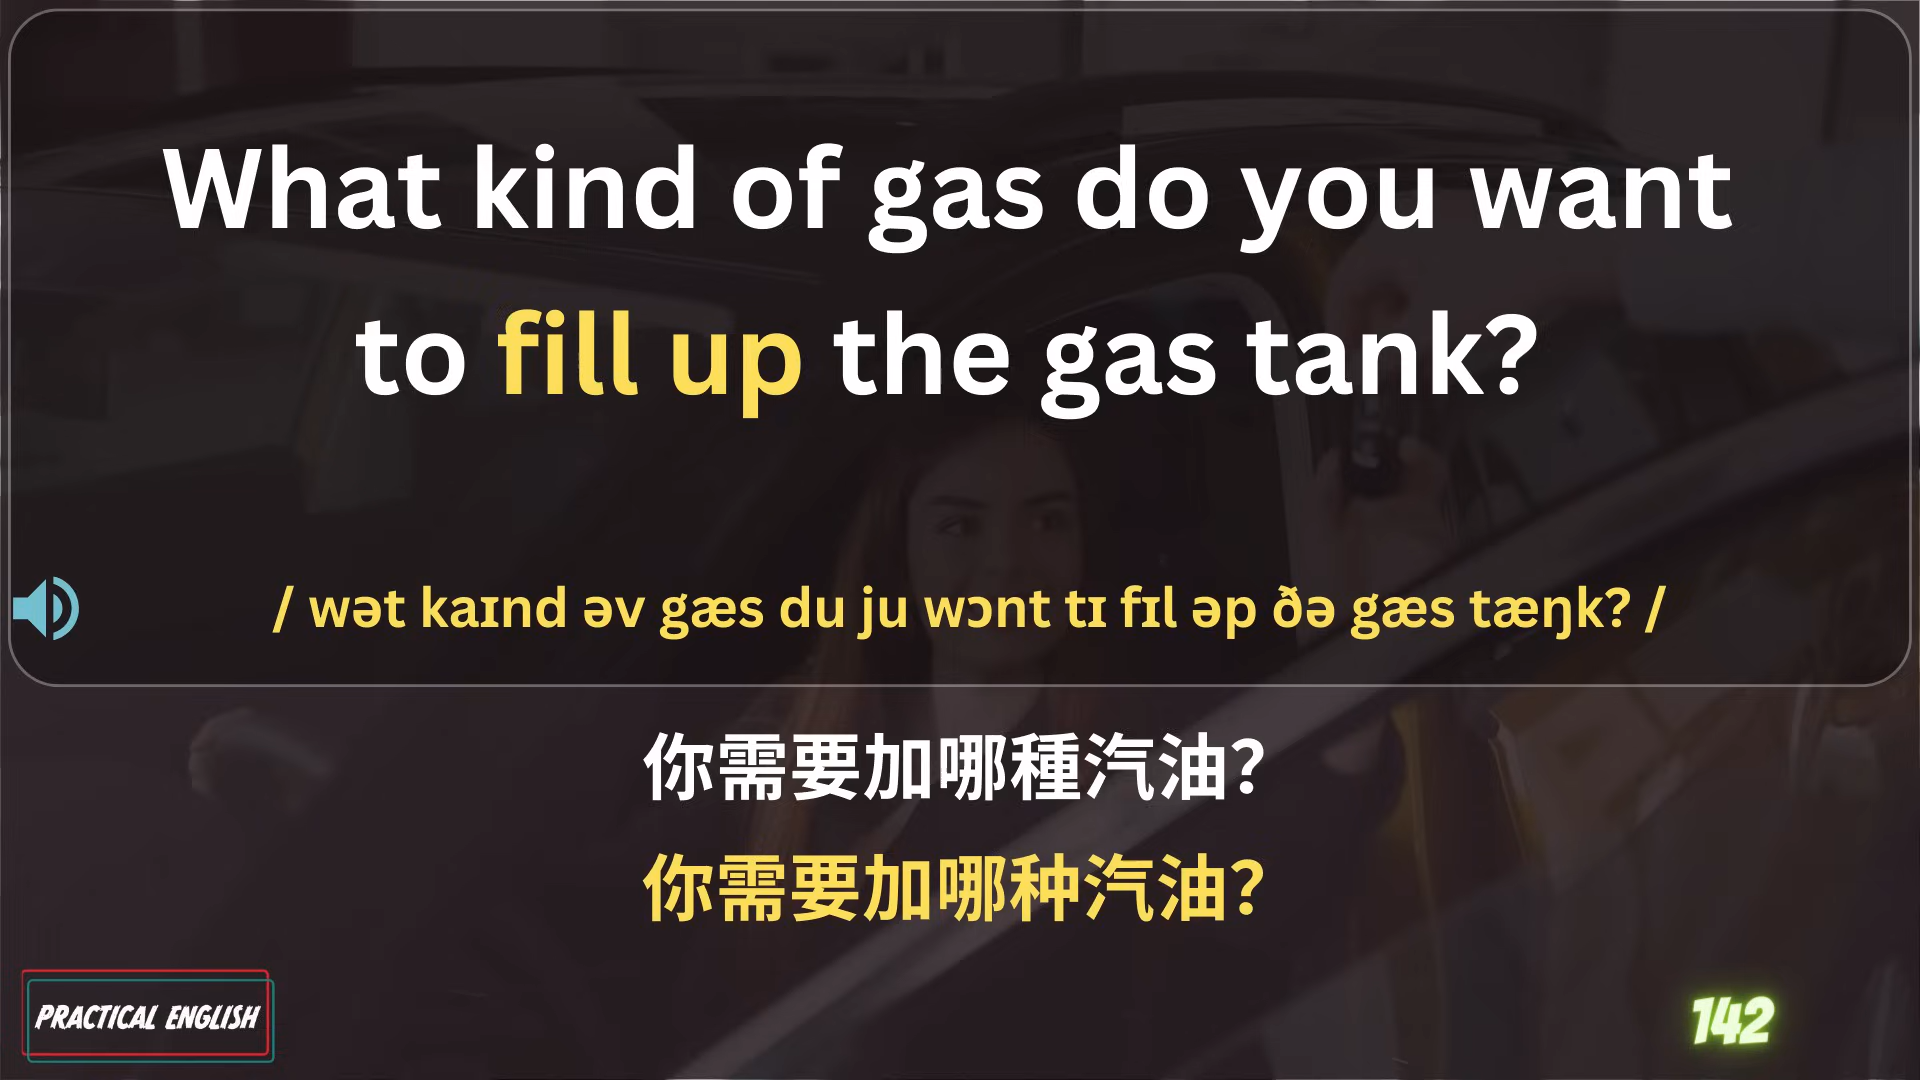 What kind of gas do you want
to fill up the gas tank?
/ wət kaɪnd əv gæs du ju wɔnt tɪ fɪl əp ðə gæs tæŋk? /
你需要加哪種汽油?
你需要加哪种汽油?
PRACTICAL ENGLISH
142